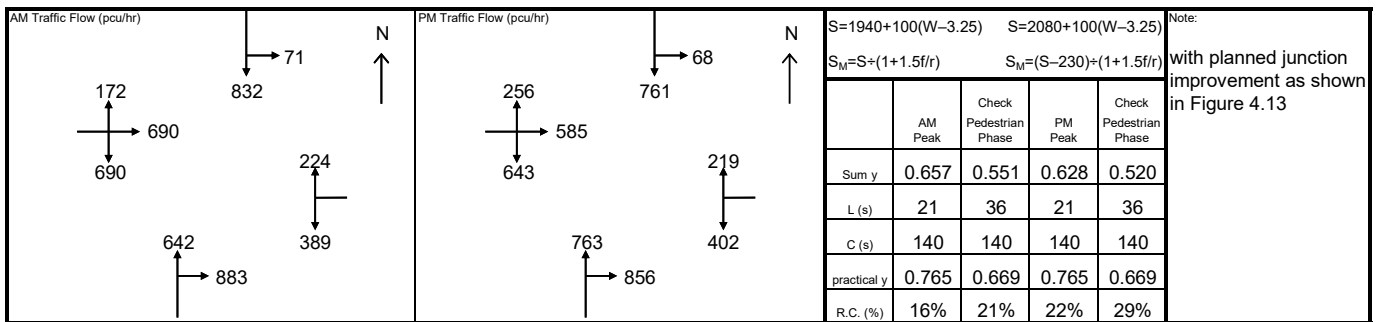 AM Traffic Flow (pcu/hr)
N
71
832
172
690
690
224
389
642
883
PM Traffic Flow (pcu/hr)
N
68
761
256
585
643
219
402
763
856
S=1940+100(W–3.25) S=2080+100(W–3.25)
S_M=S÷(1+1.5f/r) S_M=(S–230)÷(1+1.5f/r)
AM Peak Check Pedestrian Phase PM Peak Check Pedestrian Phase
Sum y 0.657 0.551 0.628 0.520
L (s) 21 36 21 36
C (s) 140 140 140 140
practical y 0.765 0.669 0.765 0.669
R.C. (%) 16% 21% 22% 29%
Note:
with planned junction
improvement as shown
in Figure 4.13